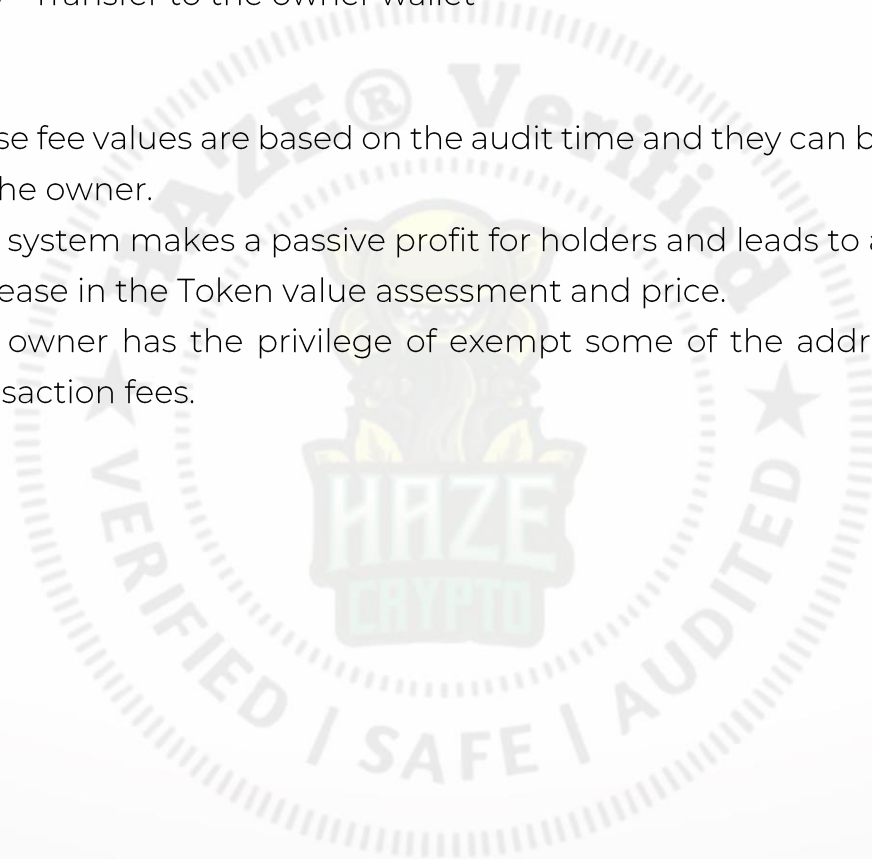 Transfer to the owner wallet
se fee values are based on the audit time and they can b
he owner.
system makes a passive profit for holders and leads to a
ease in the Token value assessment and price.
owner has the privilege of exempt some of the addr
saction fees.
HAZE® Verified
HAZE
CRYPTO
VERIFIED | SAFE | AUDITED